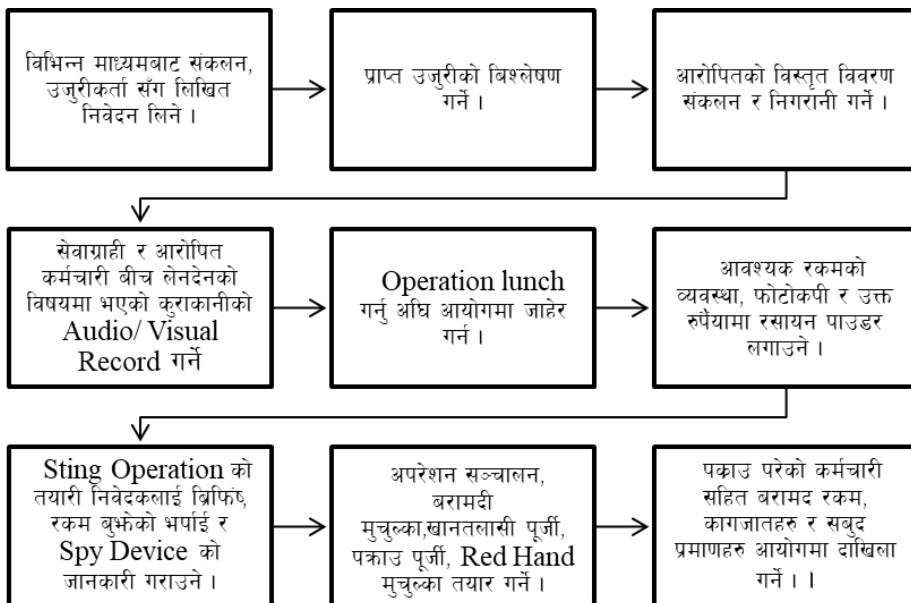 विभिन्न माध्यमबाट संकलन,
उजुरीकर्ता सँग लिखित
निवेदन लिने ।
प्राप्त उजुरीको बिश्लेषण
गर्ने ।
आरोपितको विस्तृत विवरण
संकलन र निगरानी गर्ने ।
सेवाग्राही र आरोपित
कर्मचारी बीच लेनदेनको
विषयमा भएको कुराकानीको
Audio/ Visual
Record गर्ने
Operation lunch
गर्नु अघि आयोगमा जाहेर
गर्न ।
आवश्यक रकमको
व्यवस्था, फोटोकपी र उक्त
रुपैंयामा रसायन पाउडर
लगाउने ।
Sting Operation को
तयारी निवेदकलाई ब्रिफिंष,
रकम बुझेको भर्पाई र
Spy Device को
जानकारी गराउने ।
अपरेशन सञ्चालन,
बरामदी
मुचुल्का,खानतलासी पूर्जी,
पक्राउ पूर्जी, Red Hand
मुचुल्का तयार गर्ने ।
पक्राउ परेको कर्मचारी
सहित बरामद रकम,
कागजातहरु र सबुद
प्रमाणहरु आयोगमा दाखिला
गर्ने । ।